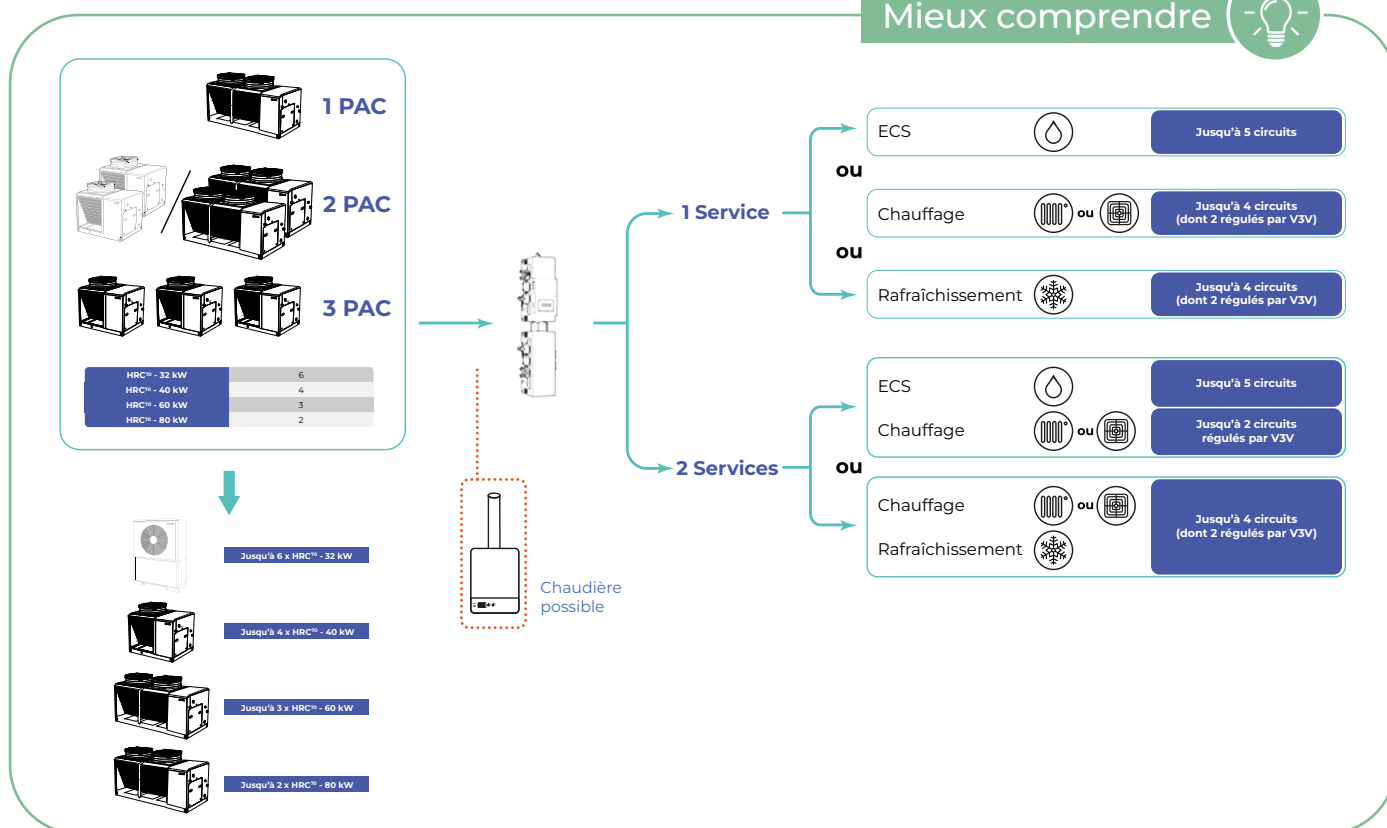 Mieux comprendre
1 PAC
2 PAC
3 PAC
HRC⁷⁰ - 32 kW 6
HRC⁷⁰ - 40 kW 4
HRC⁷⁰ - 60 kW 3
HRC⁷⁰ - 80 kW 2
Jusqu'à 6 x HRC⁷⁰ - 32 kW
Jusqu'à 4 x HRC⁷⁰ - 40 kW
Jusqu'à 3 x HRC⁷⁰ - 60 kW
Jusqu'à 2 x HRC⁷⁰ - 80 kW
Chaudière
possible
1 Service
ECS
Jusqu'à 5 circuits
ou
Chauffage
ou
Jusqu'à 4 circuits
(dont 2 régulés par V3V)
ou
Rafraîchissement
Jusqu'à 4 circuits
(dont 2 régulés par V3V)
2 Services
ECS
Jusqu'à 5 circuits
Chauffage
ou
Jusqu'à 2 circuits
régulés par V3V
ou
Chauffage
ou
Rafraîchissement
Jusqu'à 4 circuits
(dont 2 régulés par V3V)